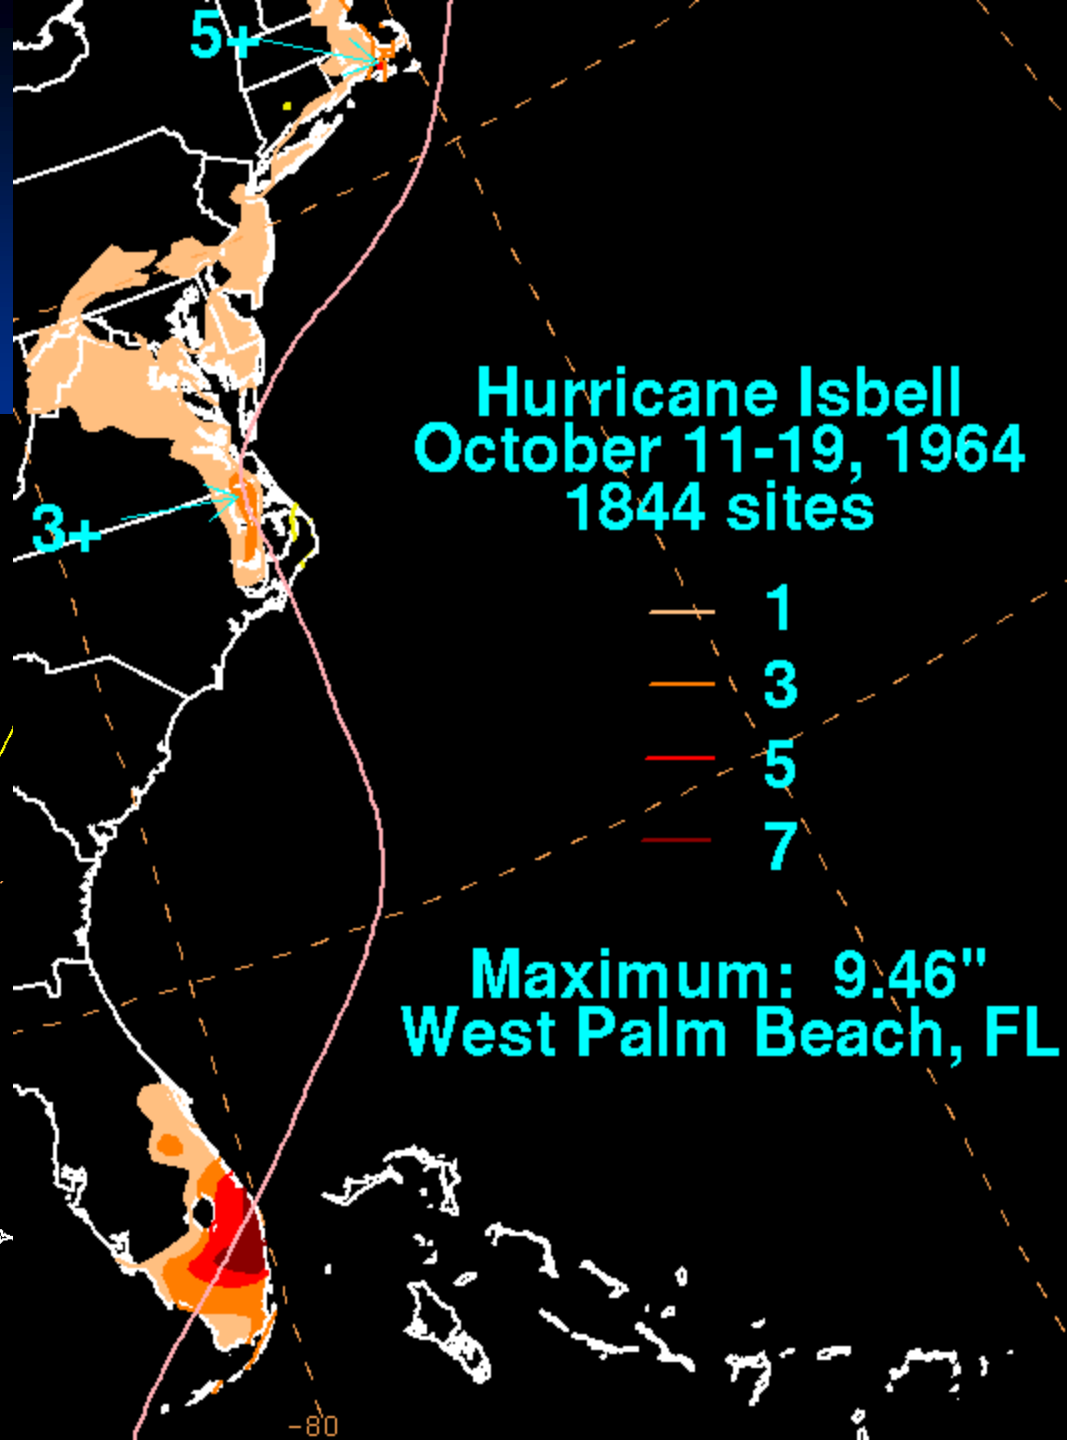 5+
Hurricane Isbell
October 11-19, 1964
1844 sites
3+
1
3
5
7
Maximum: 9.46"
West Palm Beach, FL
-80